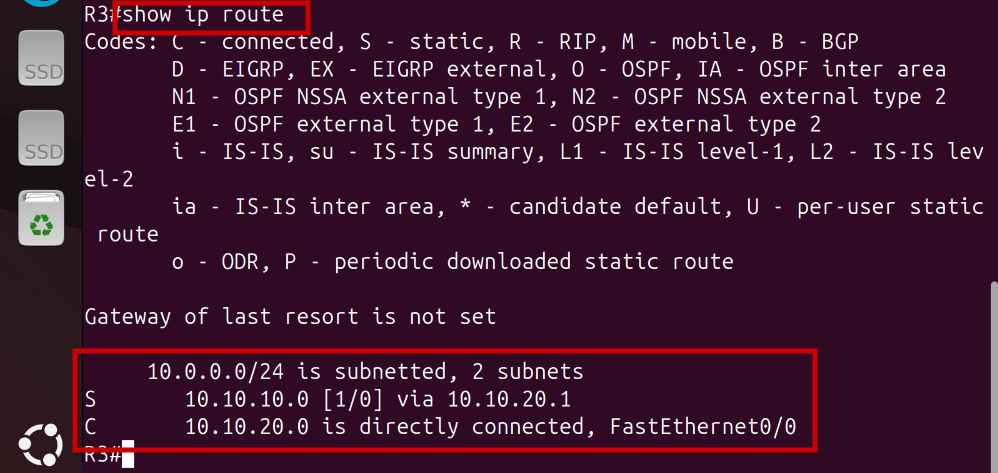 SSD
SSD
R3#show ip route
Codes: C - connected, S - static, R - RIP, M - mobile, B - BGP
D - EIGRP, EX - EIGRP external, O - OSPF, IA - OSPF inter area
N1 - OSPF NSSA external type 1, N2 - OSPF NSSA external type 2
E1 - OSPF external type 1, E2 - OSPF external type 2
i - IS-IS, su - IS-IS summary, L1 - IS-IS level-1, L2 - IS-IS lev
el-2
ia - IS-IS inter area, * - candidate default, U - per-user static
route
o - ODR, P - periodic downloaded static route
Gateway of last resort is not set
10.0.0.0/24 is subnetted, 2 subnets
S 10.10.10.0 [1/0] via 10.10.20.1
C 10.10.20.0 is directly connected, FastEthernet0/0
R3#